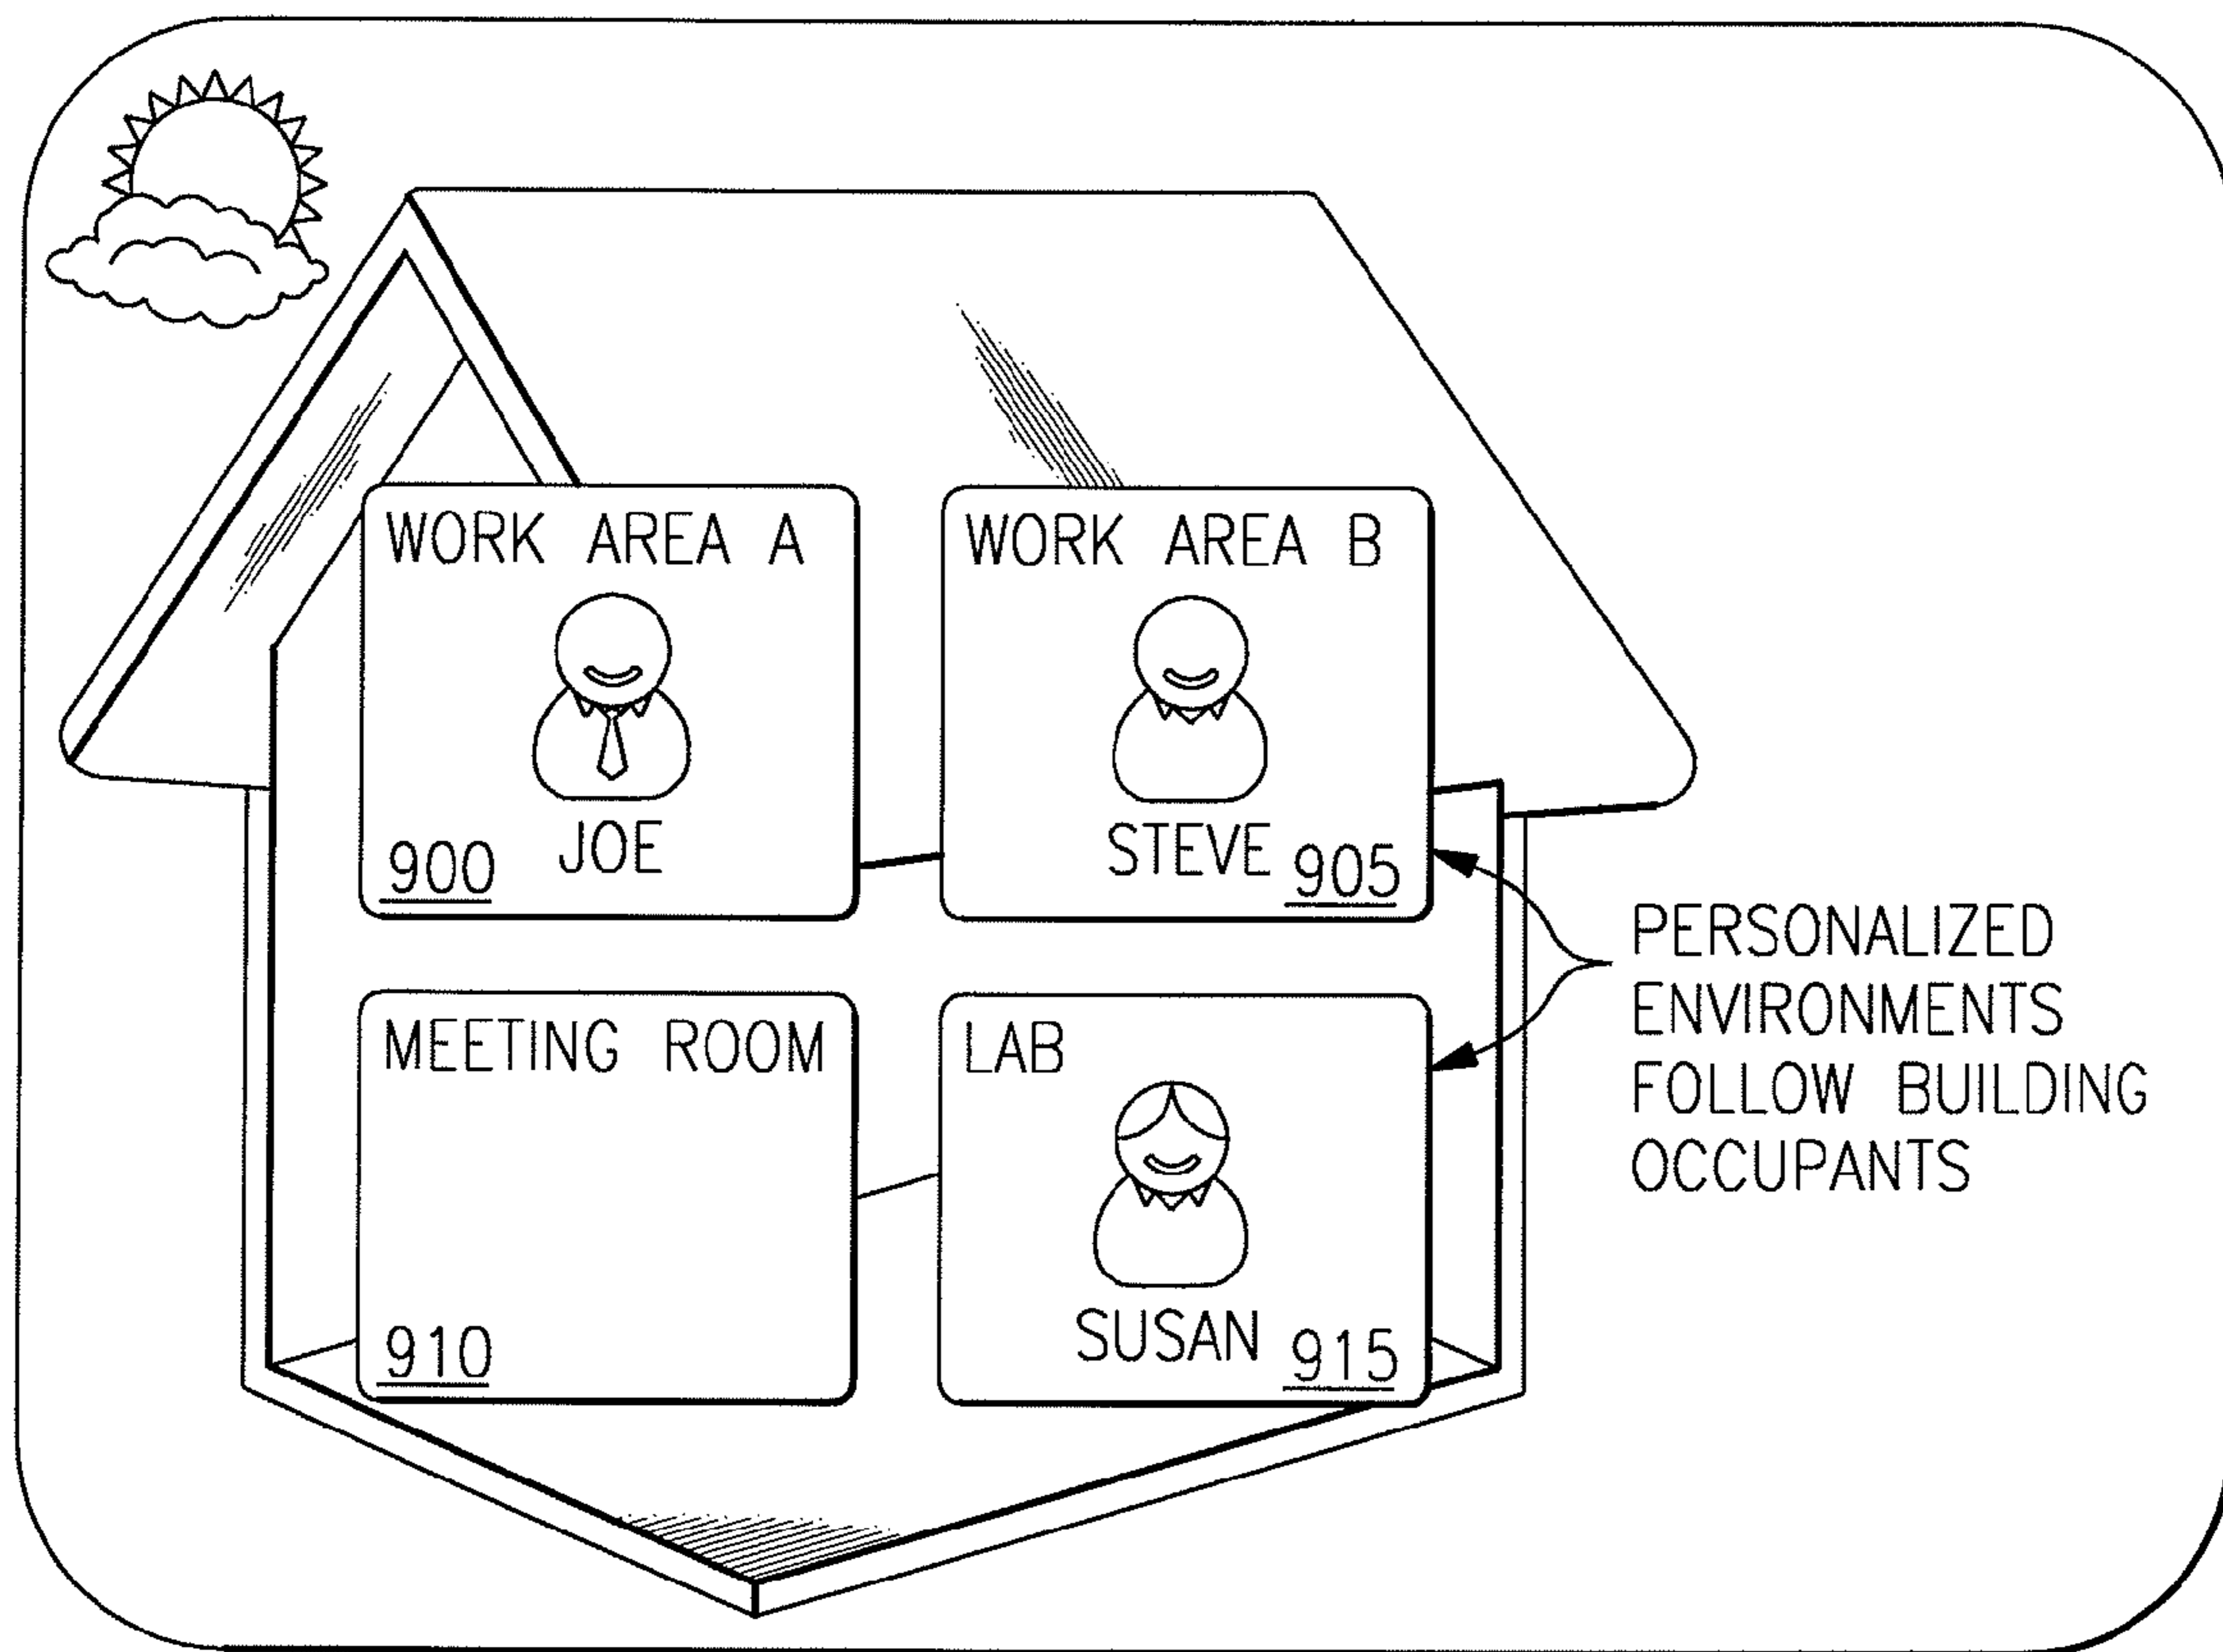 WORK AREA A
JOE
900
WORK AREA B
STEVE
905
MEETING ROOM
910
LAB
SUSAN
915
PERSONALIZED
ENVIRONMENTS
FOLLOW BUILDING
OCCUPANTS